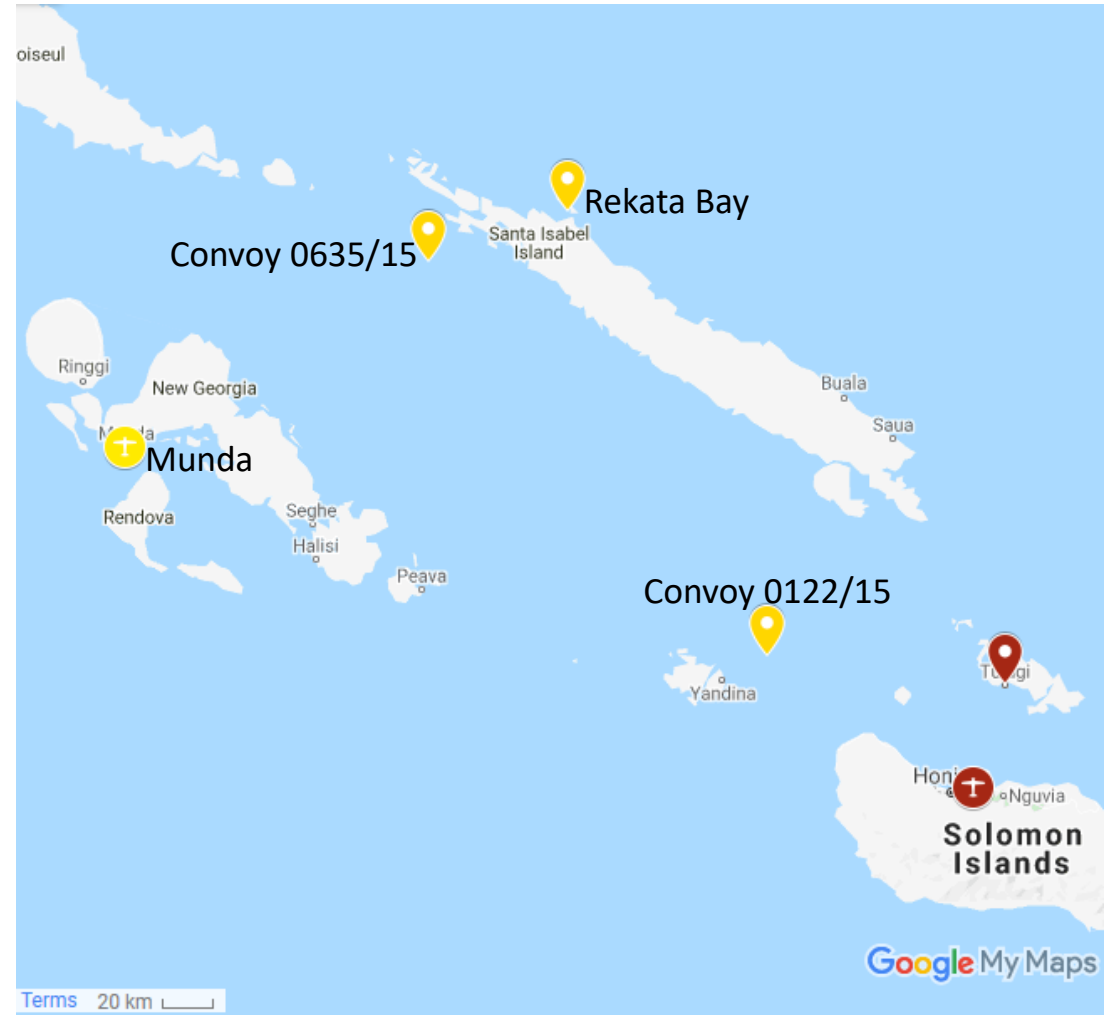 oiseul
Rekata Bay
Santa Isabel
Island
Convoy 0635/15
Ringgi
New Georgia
Buala
Saua
Munda
Rendova
Seghe
Halisi
Peava
Convoy 0122/15
Yandina
Honi
Nguvia
Solomon
Islands
Google My Maps
Terms 20 km